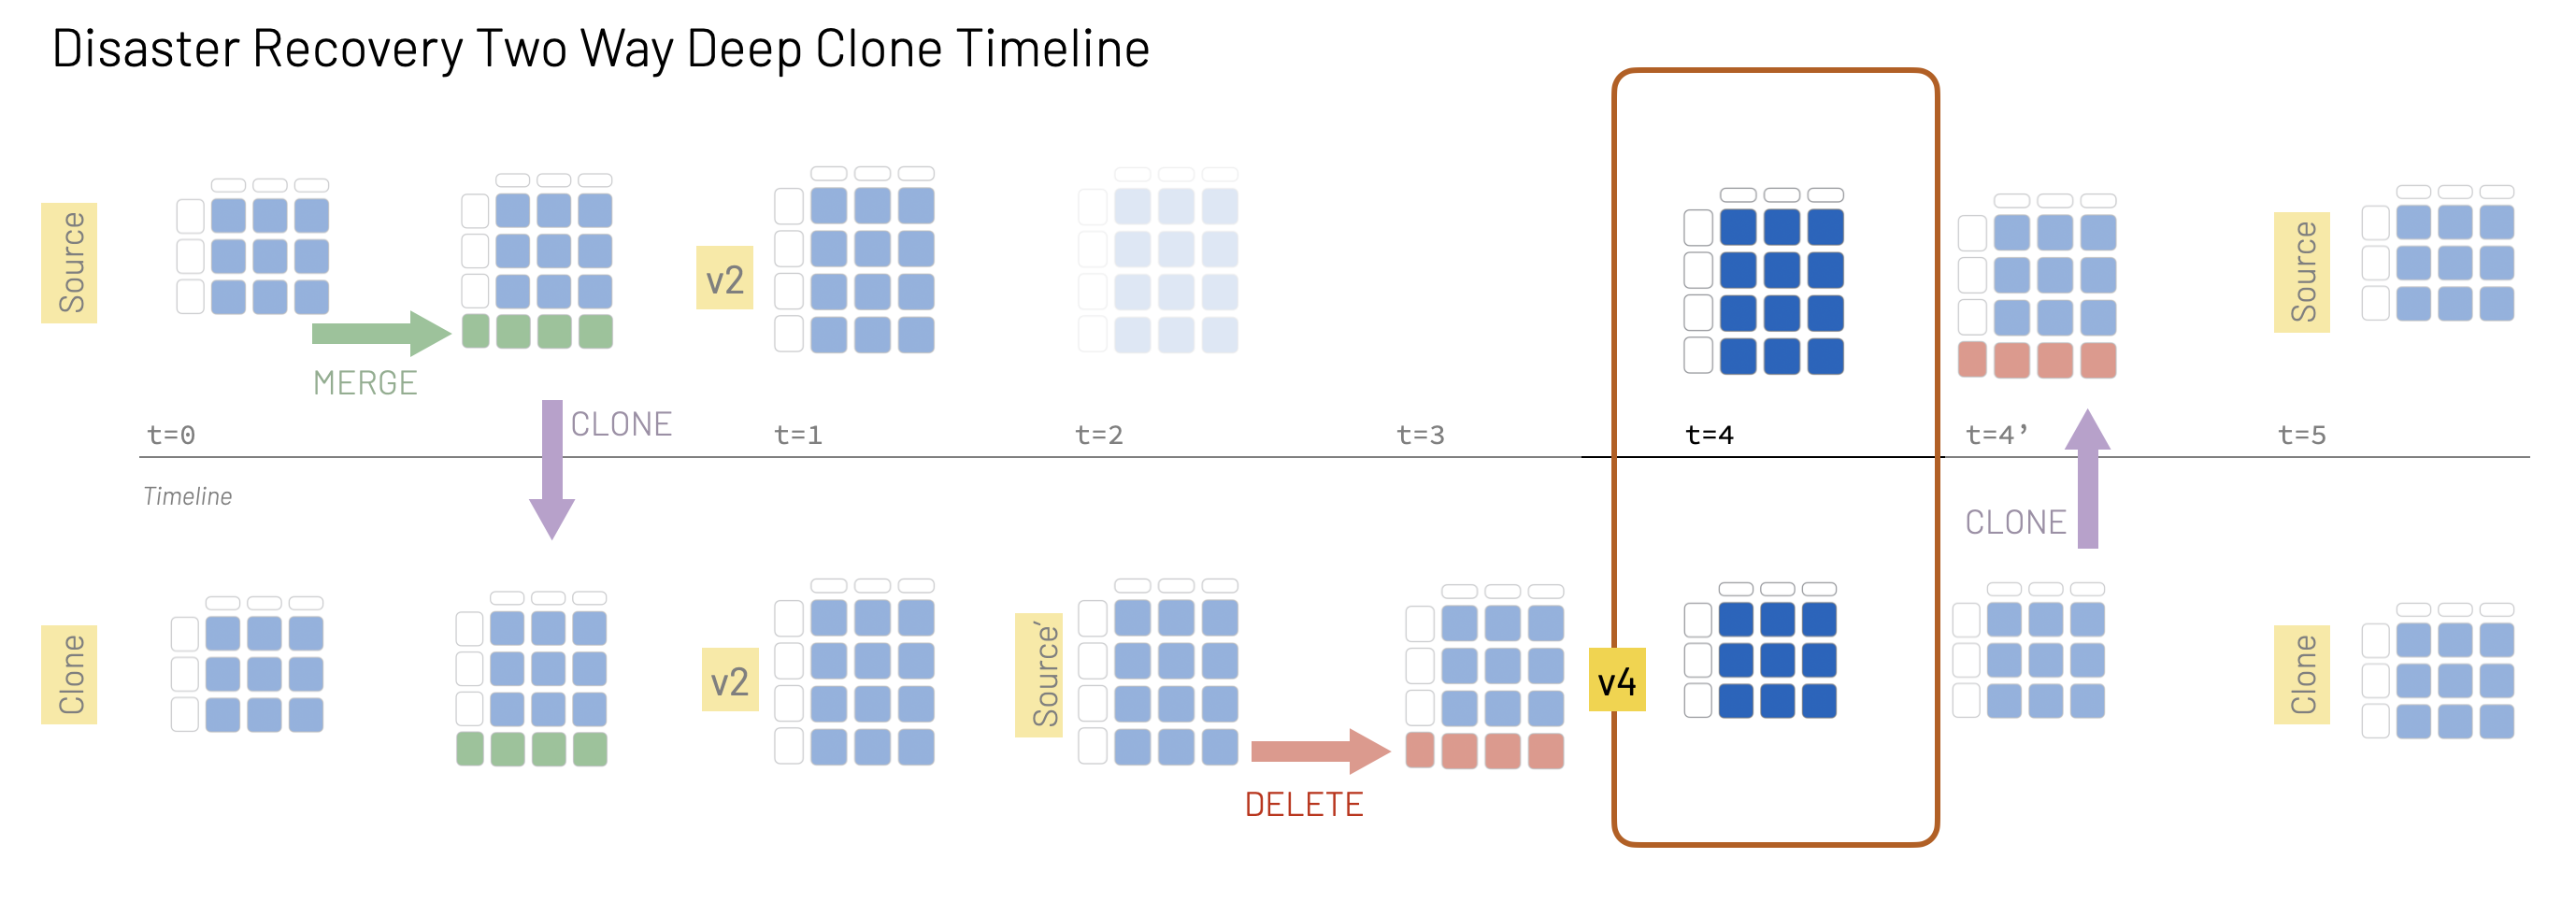 Disaster Recovery Two Way Deep Clone Timeline
Source
MERGE
v2
Source
CLONE
t=0
t=1
t=2
t=3
t=4
t=4’
t=5
Timeline
CLONE
Clone
v2
Source’
v4
Clone
DELETE